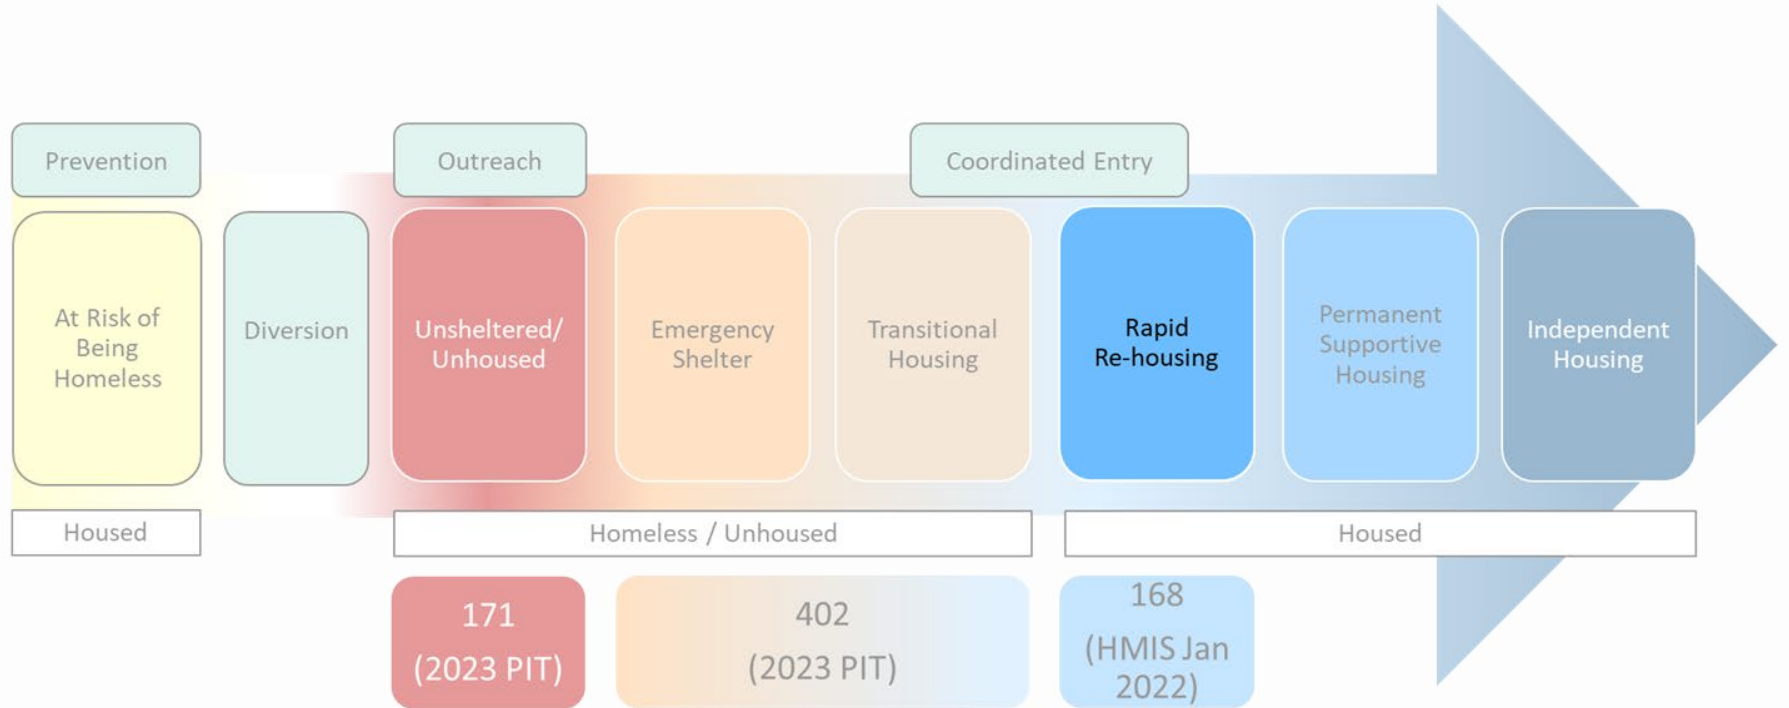 Prevention
Outreach
Coordinated Entry
At Risk of
Being
Homeless
Diversion
Unsheltered/
Unhoused
Emergency
Shelter
Transitional
Housing
Rapid
Re-housing
Permanent
Supportive
Housing
Independent
Housing
Housed
Homeless / Unhoused
Housed
171
(2023 PIT)
402
(2023 PIT)
168
(HMIS Jan
2022)